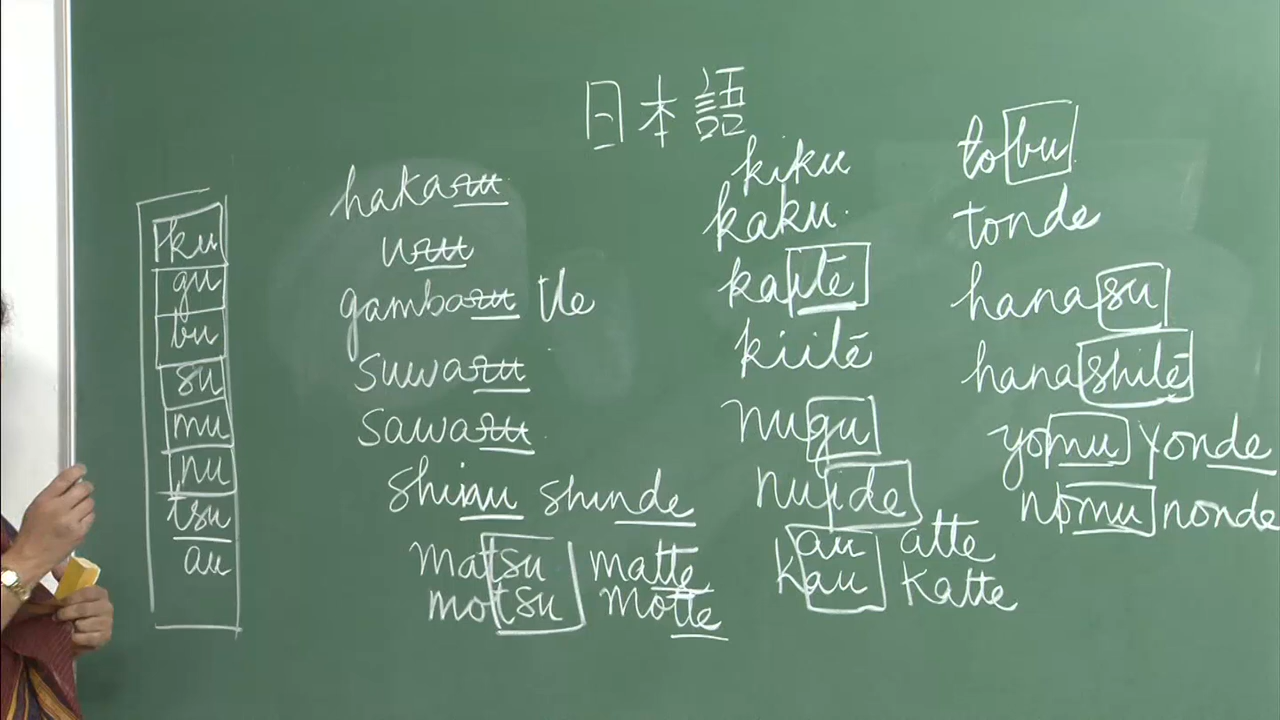 日本語
ku
gu
bu
su
mu
nu
tsu
au
hakaru
uru
gambaru tte
suwaru
sawaru
shinu shinde
matsu matte
motsu motte
kiku
kaku
kaite
kiitē
nugu
nuide
au atte
kau katte
tobu
tonde
hanasu
hanashitē
yomu yonde
nomu nonde